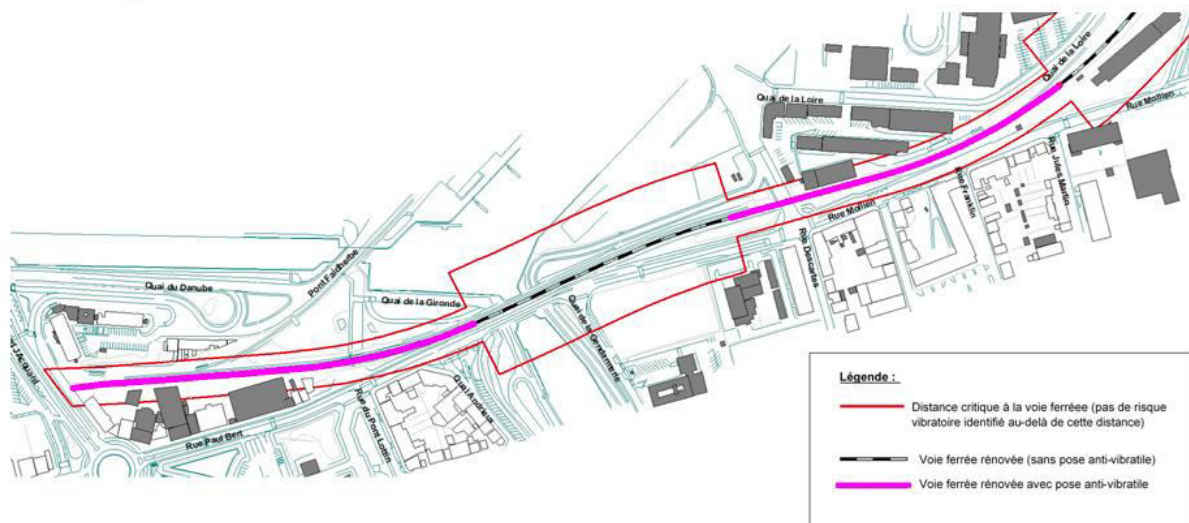 Quai de la Loire
Quai de la Loire
Rue Mollien
Rue Jules Martin
Rue Franklin
Rue Mollien
Rue Descartes
Pont Faidherbe
Quai du Danube
Quai de la Gironde
Quai de la Gendarmerie
Jacquard
Quai Andrieux
Rue du Pont Lottin
Rue Paul Bert
Légende :
Distance critique à la voie ferréee (pas de risque
vibratoire identifié au-delà de cette distance)
Voie ferrée rénovée (sans pose anti-vibratile)
Voie ferrée rénovée avec pose anti-vibratile